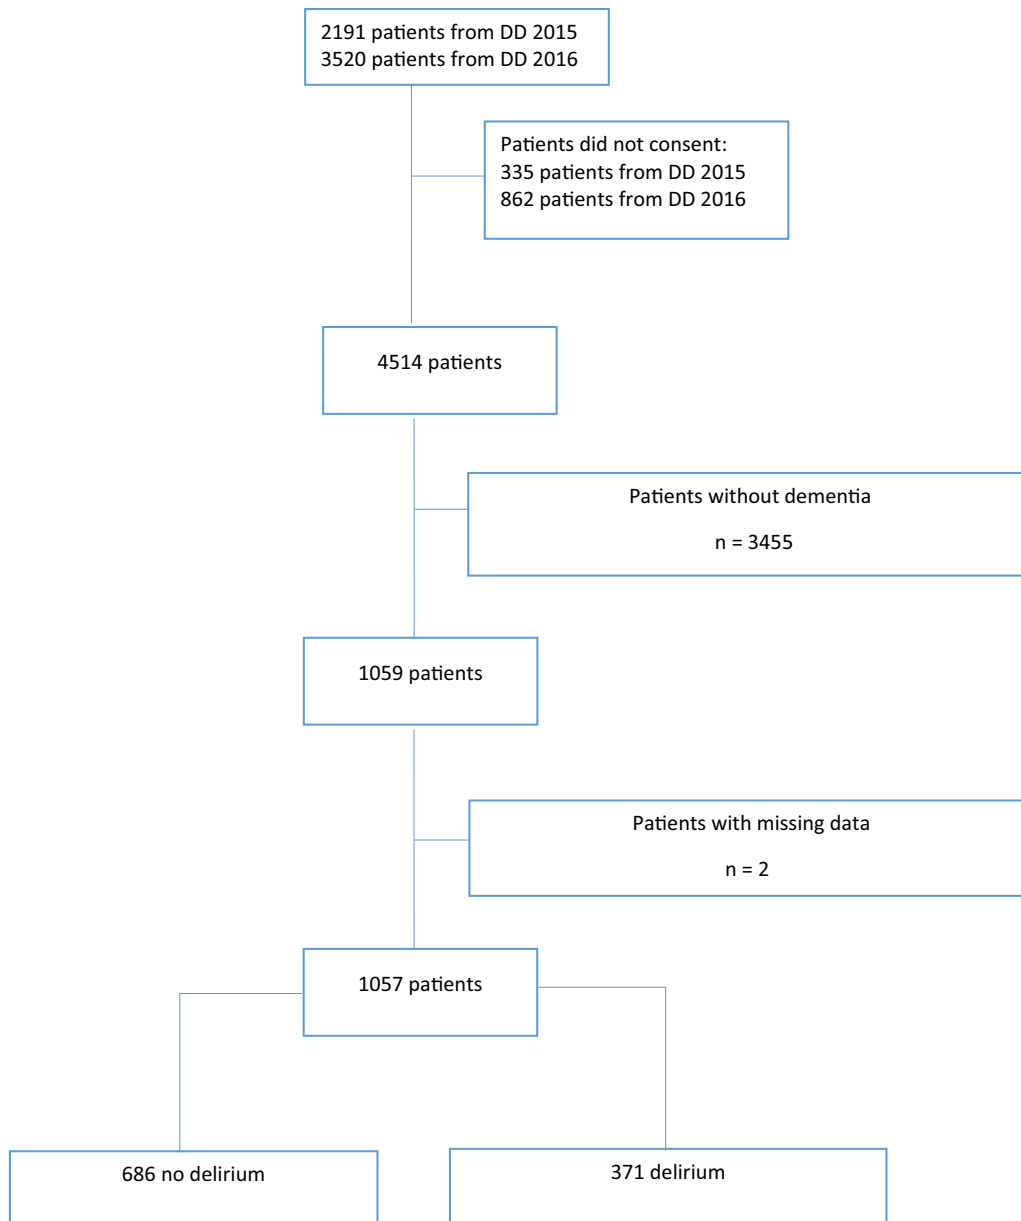 2191 patients from DD 2015
3520 patients from DD 2016
Patients did not consent:
335 patients from DD 2015
862 patients from DD 2016
4514 patients
Patients without dementia
n = 3455
1059 patients
Patients with missing data
n = 2
1057 patients
686 no delirium
371 delirium